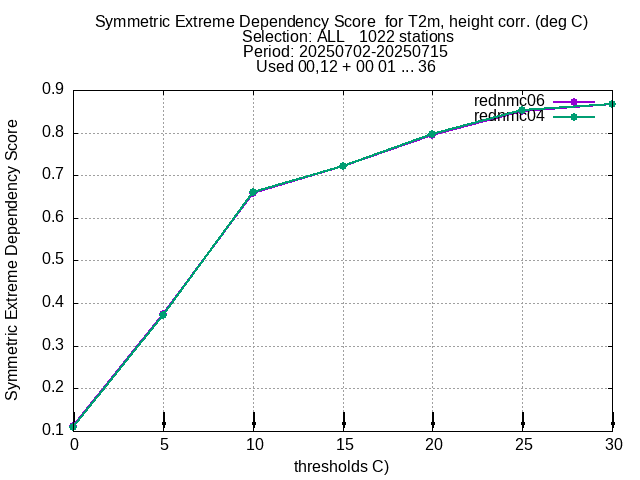 Symmetric Extreme Dependency Score  for T2m, height corr. (deg C)
Selection: ALL   1022 stations
Period: 20250702-20250715
Used 00,12 + 00 01 ... 36
rednmc06
rednmc04
0.9
0.8
0.7
0.6
0.5
0.4
0.3
0.2
0.1
Symmetric Extreme Dependency Score
0 5 10 15 20 25 30
thresholds C)